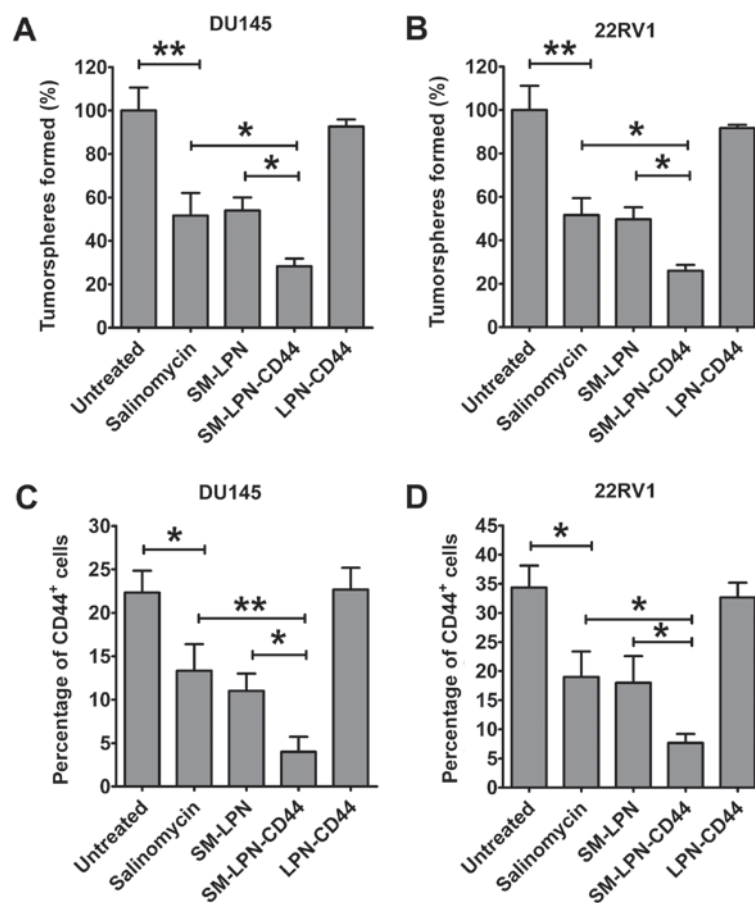 A
DU145
Tumorspheres formed (%)
120
100
80
60
40
20
0
**
*
*
Untreated
Salinomycin
SM-LPN
SM-LPN-CD44
LPN-CD44
B
22RV1
Tumorspheres formed (%)
120
100
80
60
40
20
0
**
*
*
Untreated
Salinomycin
SM-LPN
SM-LPN-CD44
LPN-CD44
C
DU145
Percentage of CD44⁺ cells
30
25
20
15
10
5
0
*
**
*
Untreated
Salinomycin
SM-LPN
SM-LPN-CD44
LPN-CD44
D
22RV1
Percentage of CD44⁺ cells
45
40
35
30
25
20
15
10
5
0
*
*
*
Untreated
Salinomycin
SM-LPN
SM-LPN-CD44
LPN-CD44